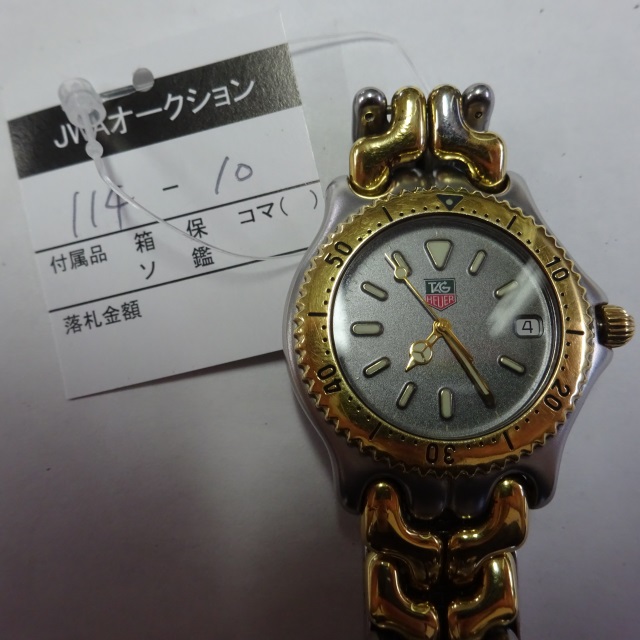 JWAオークション
114 - 10
付属品 箱 保 コマ( )
ソ 鑑
落札金額
TAG
HEUER
50
10
40
20
30
4